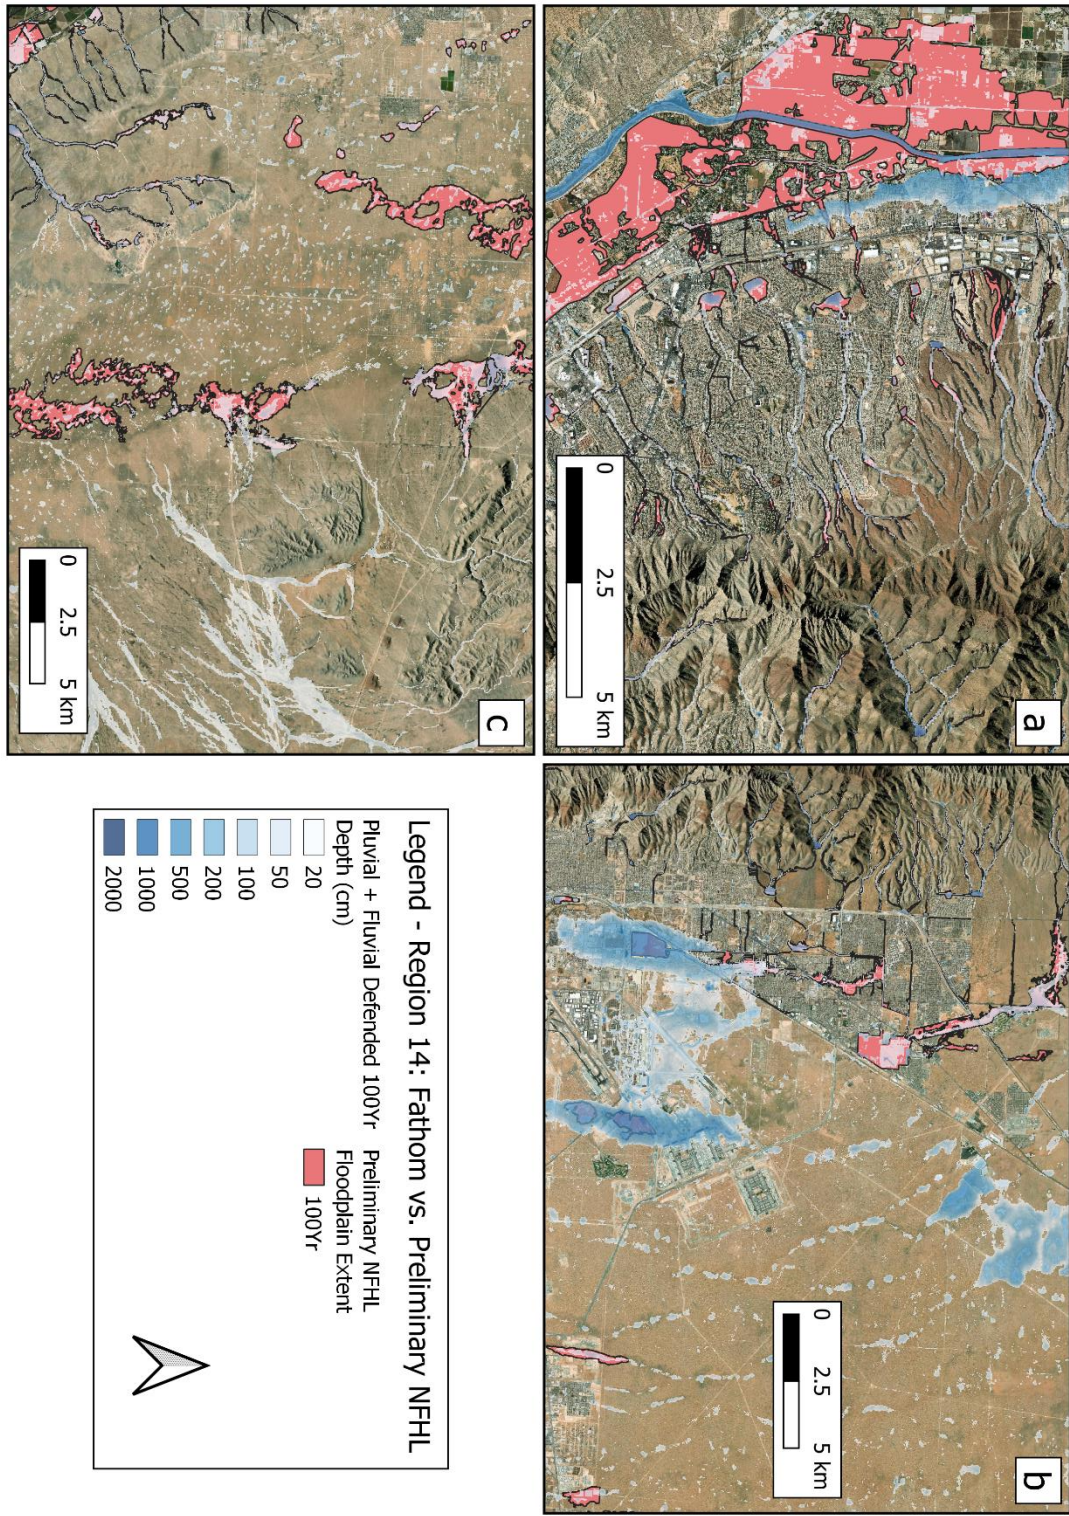 a
0 2.5 5 km
b
0 2.5 5 km
c
0 2.5 5 km
Legend - Region 14: Fathom vs. Preliminary NFHL
Pluvial + Fluvial Defended 100Yr
Depth (cm)
20
50
100
200
500
1000
2000
Preliminary NFHL
Floodplain Extent
100Yr